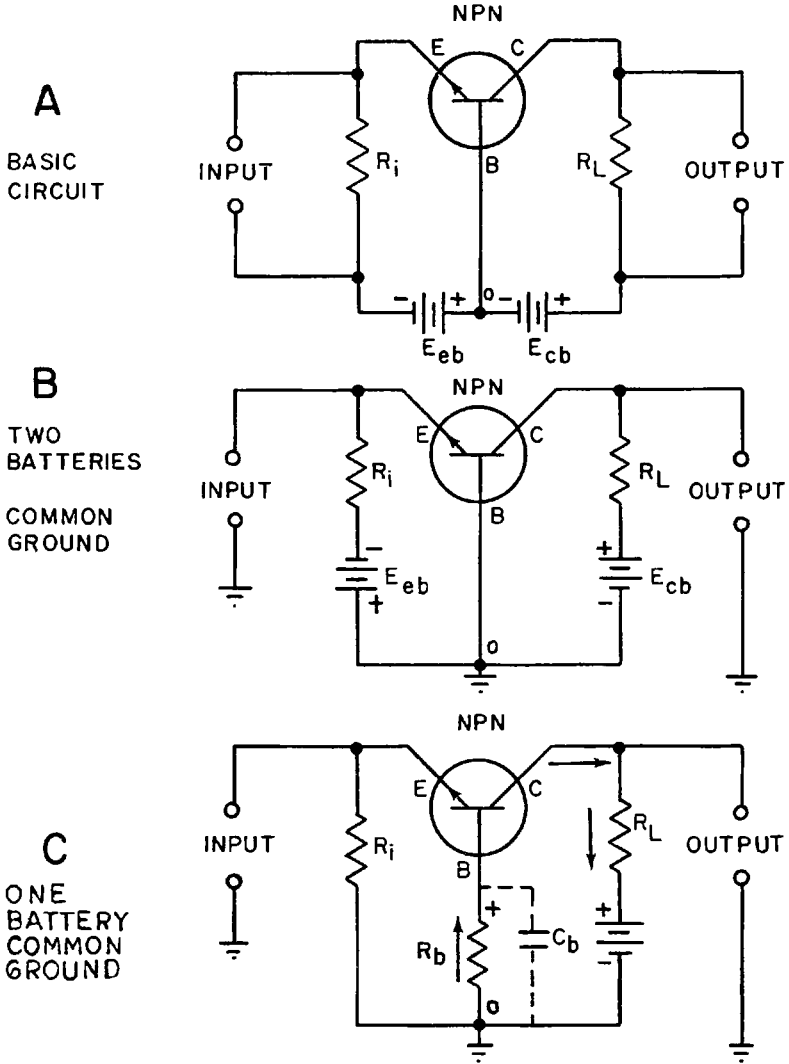 NPN
E
C
A
BASIC
CIRCUIT
INPUT
Ri
B
RL
OUTPUT
- + o - +
Eeb
Ecb
B
NPN
TWO
BATTERIES
E
C
INPUT
Ri
RL
OUTPUT
COMMON
GROUND
B
-
+
Eeb
Ecb
+
-
o
NPN
E
C
C
INPUT
Ri
RL
OUTPUT
B
ONE
BATTERY
COMMON
GROUND
+
+
Rb
Cb
-
o